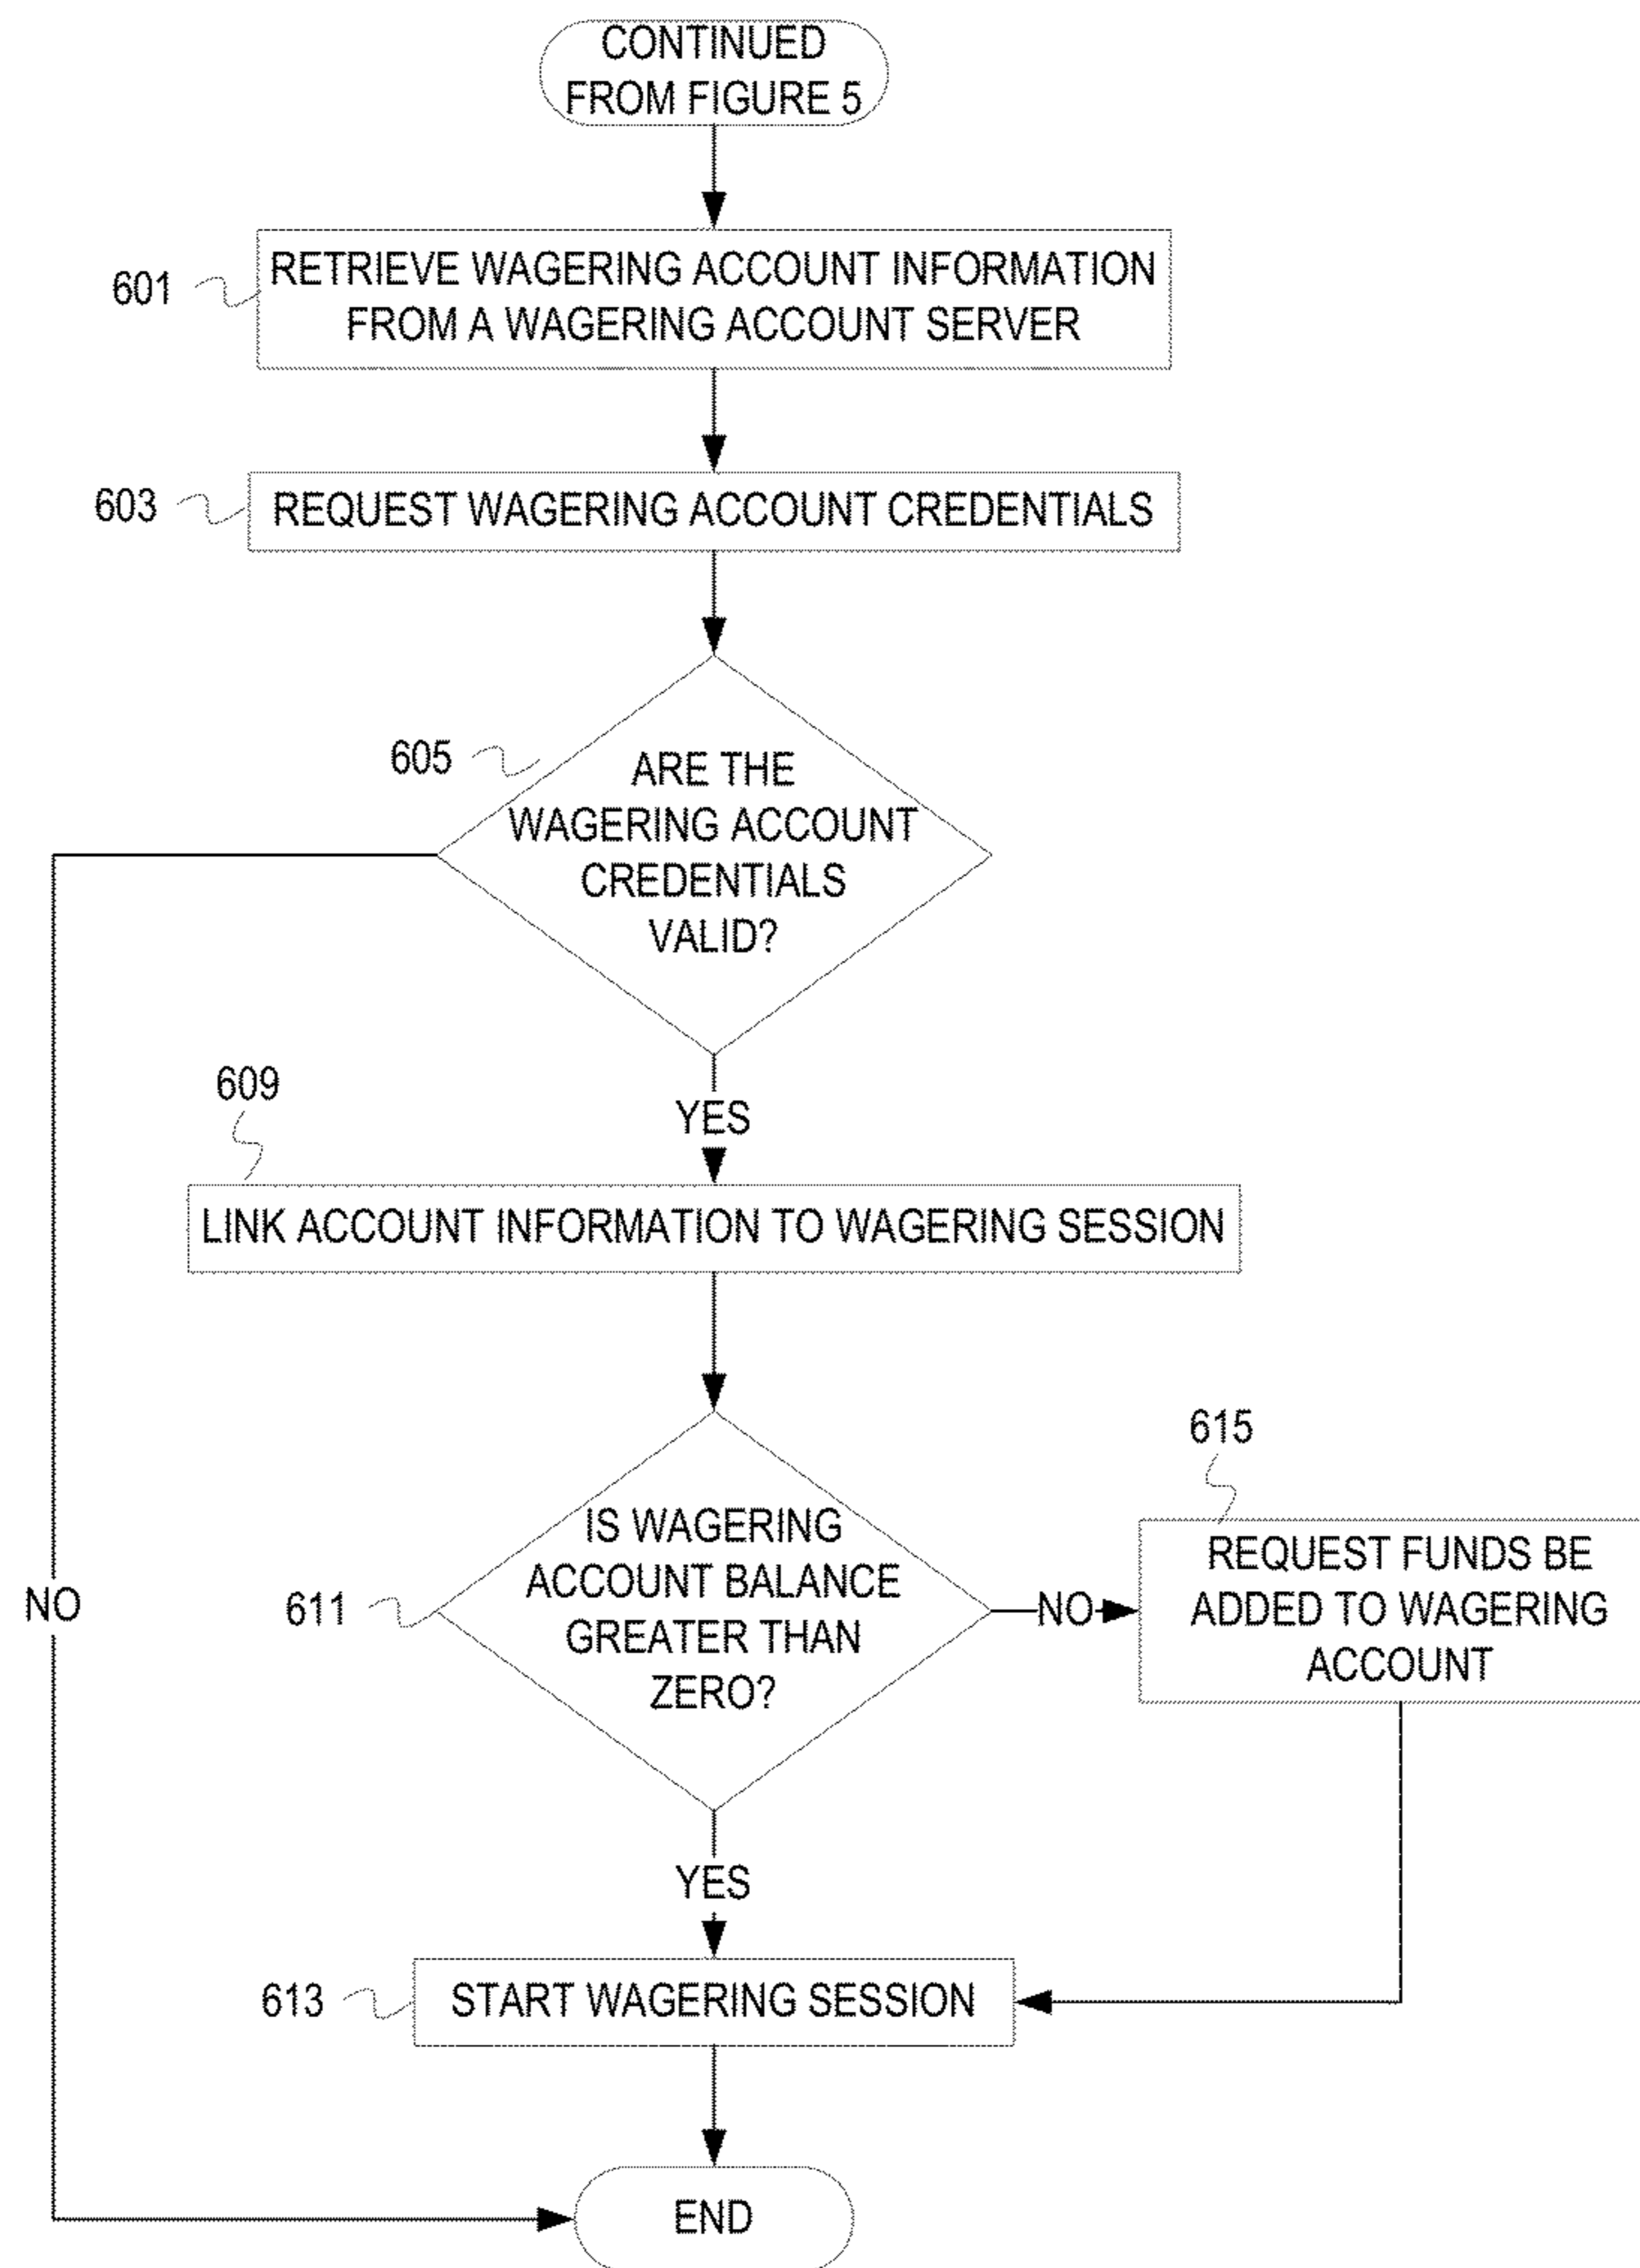 CONTINUED
FROM FIGURE 5
601
RETRIEVE WAGERING ACCOUNT INFORMATION
FROM A WAGERING ACCOUNT SERVER
603
REQUEST WAGERING ACCOUNT CREDENTIALS
605
ARE THE
WAGERING ACCOUNT
CREDENTIALS
VALID?
609
YES
LINK ACCOUNT INFORMATION TO WAGERING SESSION
615
611
IS WAGERING
ACCOUNT BALANCE
GREATER THAN
ZERO?
NO
NO
REQUEST FUNDS BE
ADDED TO WAGERING
ACCOUNT
YES
613
START WAGERING SESSION
END